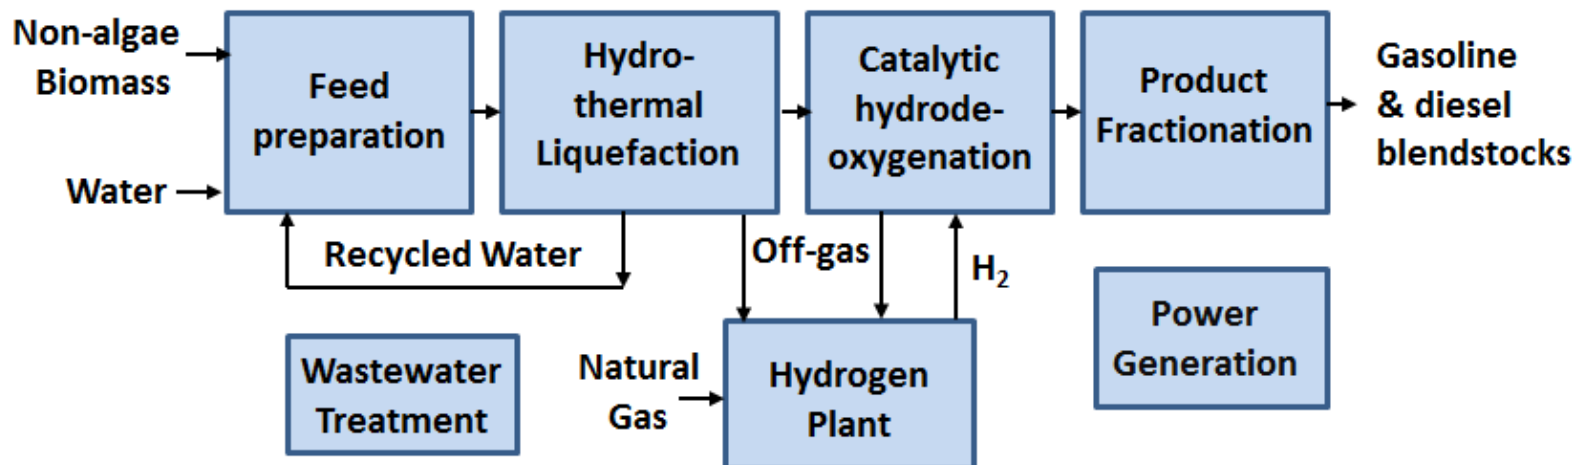 Non-algae
Biomass
Water
Feed
preparation
Hydro-
thermal
Liquefaction
Catalytic
hydrode-
oxygenation
Product
Fractionation
Gasoline
& diesel
blendstocks
Recycled Water
Off-gas
H₂
Wastewater
Treatment
Natural
Gas
Hydrogen
Plant
Power
Generation